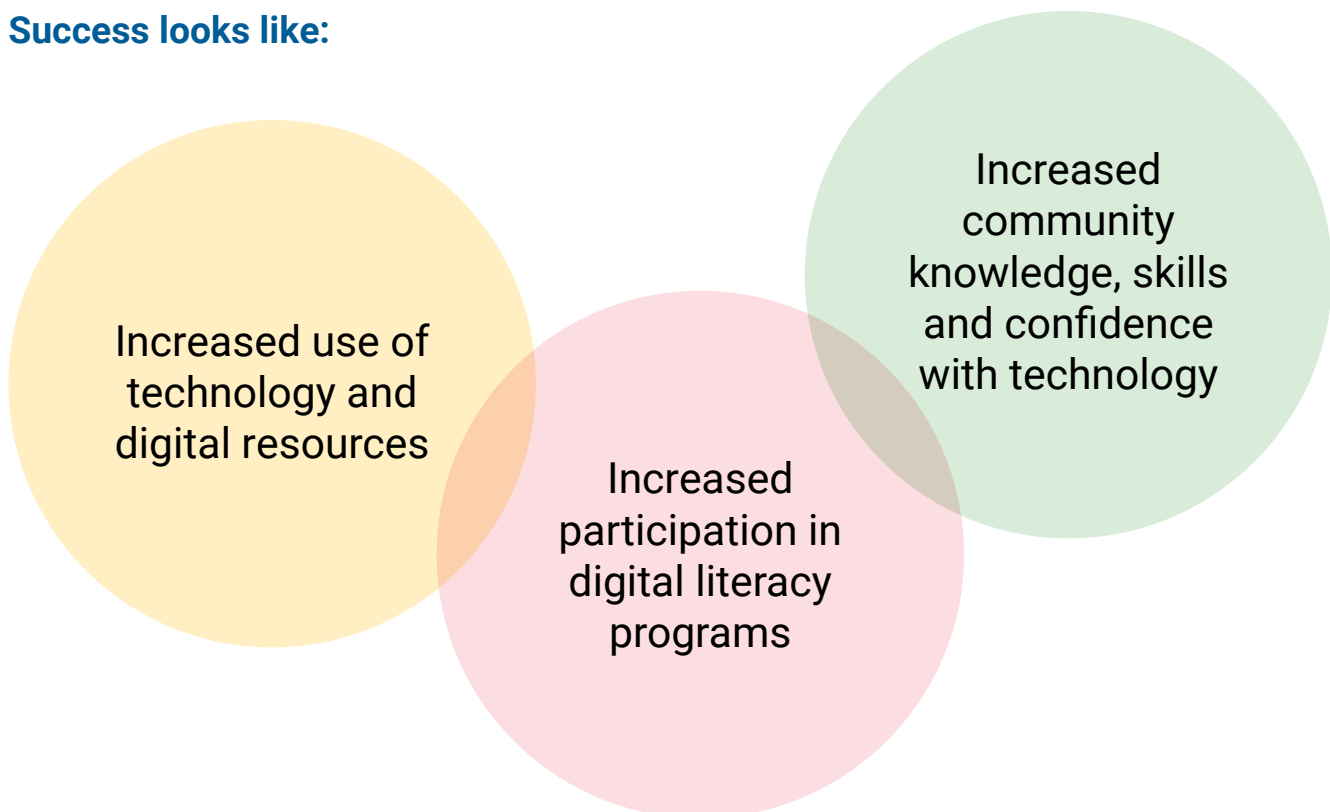 Success looks like:
Increased use of
technology and
digital resources
Increased
participation in
digital literacy
programs
Increased
community
knowledge, skills
and confidence
with technology